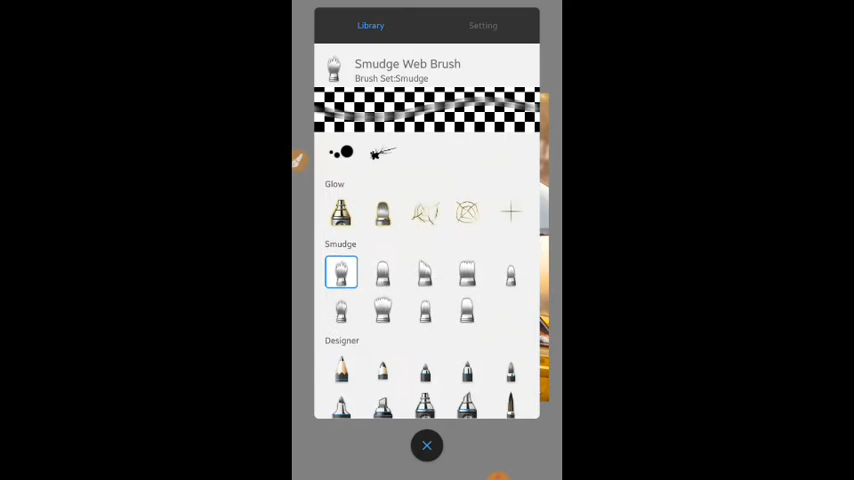 Library
Setting
Smudge Web Brush
Brush Set:Smudge
Glow
Smudge
Designer